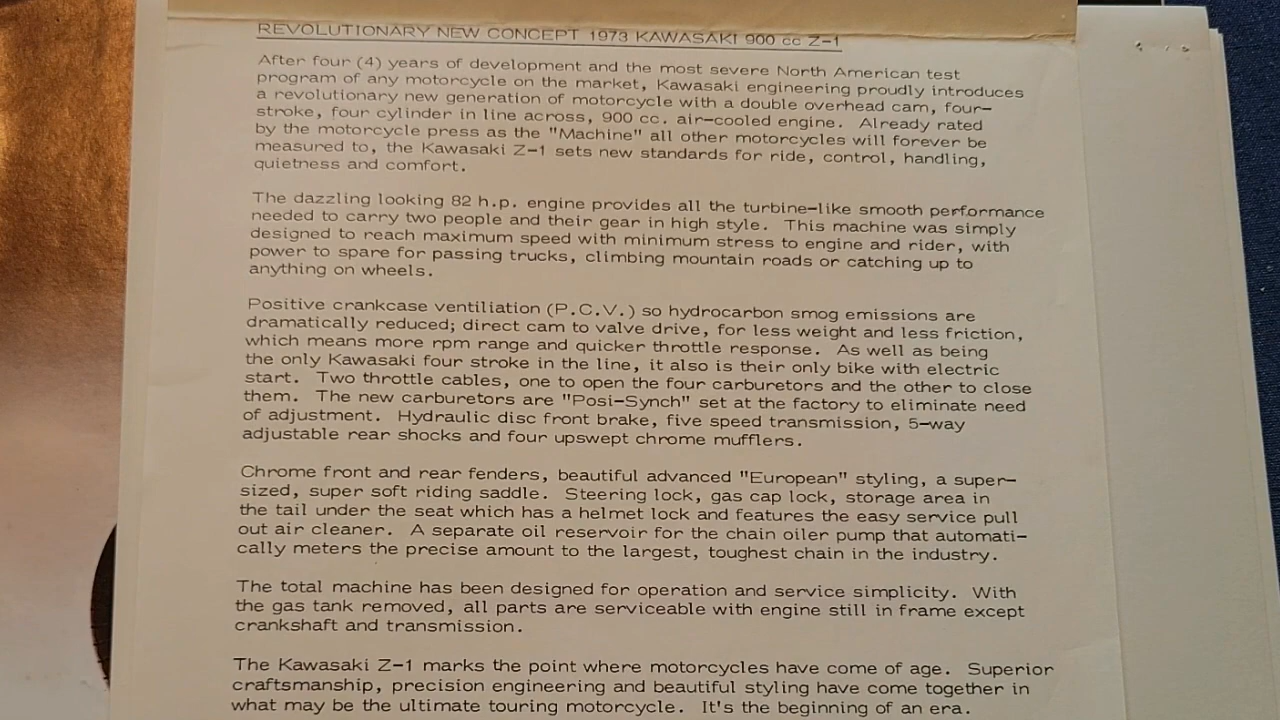 REVOLUTIONARY NEW CONCEPT 1973 KAWASAKI 900 cc Z-1
After four (4) years of development and the most severe North American test
program of any motorcycle on the market, Kawasaki engineering proudly introduces
a revolutionary new generation of motorcycle with a double overhead cam, four-
stroke, four cylinder in line across, 900 cc. air-cooled engine. Already rated
by the motorcycle press as the "Machine" all other motorcycles will forever be
measured to, the Kawasaki Z-1 sets new standards for ride, control, handling,
quietness and comfort.
The dazzling looking 82 h.p. engine provides all the turbine-like smooth performance
needed to carry two people and their gear in high style. This machine was simply
designed to reach maximum speed with minimum stress to engine and rider, with
power to spare for passing trucks, climbing mountain roads or catching up to
anything on wheels.
Positive crankcase ventiliation (P.C.V.) so hydrocarbon smog emissions are
dramatically reduced; direct cam to valve drive, for less weight and less friction,
which means more rpm range and quicker throttle response. As well as being
the only Kawasaki four stroke in the line, it also is their only bike with electric
start. Two throttle cables, one to open the four carburetors and the other to close
them. The new carburetors are "Posi-Synch" set at the factory to eliminate need
of adjustment. Hydraulic disc front brake, five speed transmission, 5-way
adjustable rear shocks and four upswept chrome mufflers.
Chrome front and rear fenders, beautiful advanced "European" styling, a super-
sized, super soft riding saddle. Steering lock, gas cap lock, storage area in
the tail under the seat which has a helmet lock and features the easy service pull
out air cleaner. A separate oil reservoir for the chain oiler pump that automati-
cally meters the precise amount to the largest, toughest chain in the industry.
The total machine has been designed for operation and service simplicity. With
the gas tank removed, all parts are serviceable with engine still in frame except
crankshaft and transmission.
The Kawasaki Z-1 marks the point where motorcycles have come of age. Superior
craftsmanship, precision engineering and beautiful styling have come together in
what may be the ultimate touring motorcycle. It's the beginning of an era.